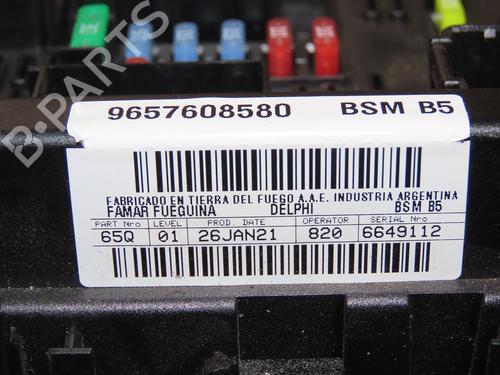 B-PARTS
9657608580 BSM B5
FABRICADO EN TIERRA DEL FUEGO A.A.E. INDUSTRIA ARGENTINA
FAMAR FUEGUINA DELPHI BSM B5
PART Nro LEVEL PROD. DATE OPERATOR SERIAL Nro
65Q 01 26JAN21 820 6649112